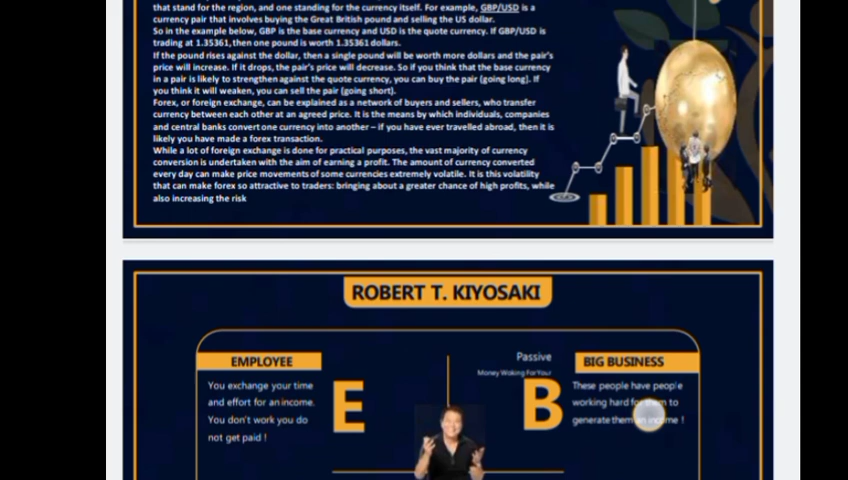 that stand for the region, and one standing for the currency itself. For example, GBP/USD is a
currency pair that involves buying the Great British pound and selling the US dollar.
So in the example below, GBP is the base currency and USD is the quote currency. If GBP/USD is
trading at 1.35361, then one pound is worth 1.35361 dollars.
If the pound rises against the dollar, then a single pound will be worth more dollars and the pair's
price will increase. If it drops, the pair's price will decrease. So if you think that the base currency
in a pair is likely to strengthen against the quote currency, you can buy the pair (going long). If
you think it will weaken, you can sell the pair (going short).
Forex, or foreign exchange, can be explained as a network of buyers and sellers, who transfer
currency between each other at an agreed price. It is the means by which individuals, companies
and central banks convert one currency into another – if you have ever travelled abroad, then it is
likely you have made a forex transaction.
While a lot of foreign exchange is done for practical purposes, the vast majority of currency
conversion is undertaken with the aim of earning a profit. The amount of currency converted
every day can make price movements of some currencies extremely volatile. It is this volatility
that can make forex so attractive to traders: bringing about a greater chance of high profits, while
also increasing the risk
ROBERT T. KIYOSAKI
EMPLOYEE
You exchange your time
and effort for an income.
You don't work you do
not get paid !
E
Passive
Money Woking For Your
B
BIG BUSINESS
These people have people
working hard for them to
generate them an income !